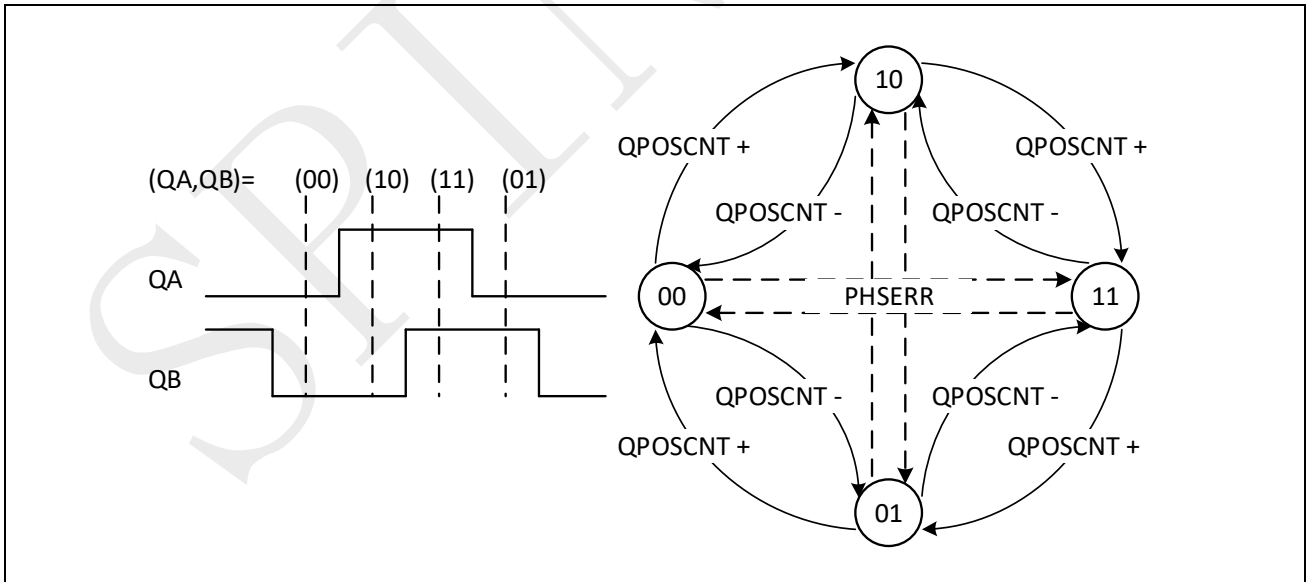 SPIN
(QA,QB)= (00) (10) (11) (01)
QA
QB
10
QPOSCNT + QPOSCNT +
QPOSCNT - QPOSCNT -
00 PHSERR 11
QPOSCNT - QPOSCNT -
QPOSCNT + QPOSCNT +
01